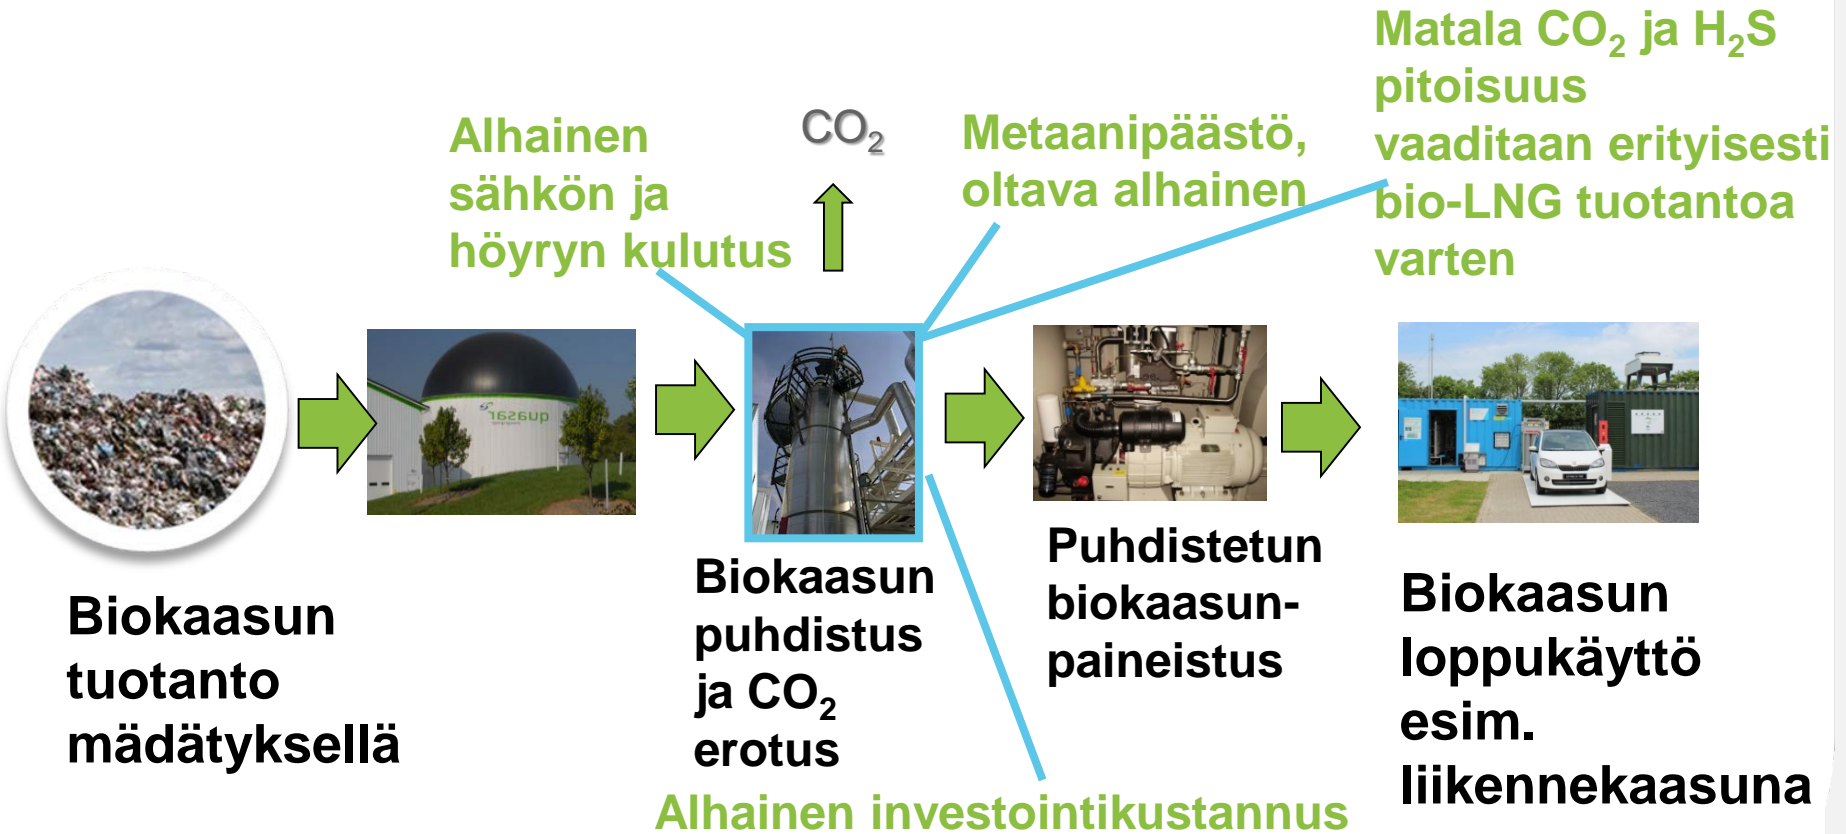 Matala CO₂ ja H₂S
pitoisuus
vaaditaan erityisesti
bio-LNG tuotantoa
varten
Alhainen
sähkön ja
höyryn kulutus
CO₂
Metaanipäästö,
oltava alhainen
quasar
Biokaasun
tuotanto
mädätyksellä
Biokaasun
puhdistus
ja CO₂
erotus
Puhdistetun
biokaasun-
paineistus
Biokaasun
loppukäyttö
esim.
liikennekaasuna
Alhainen investointikustannus